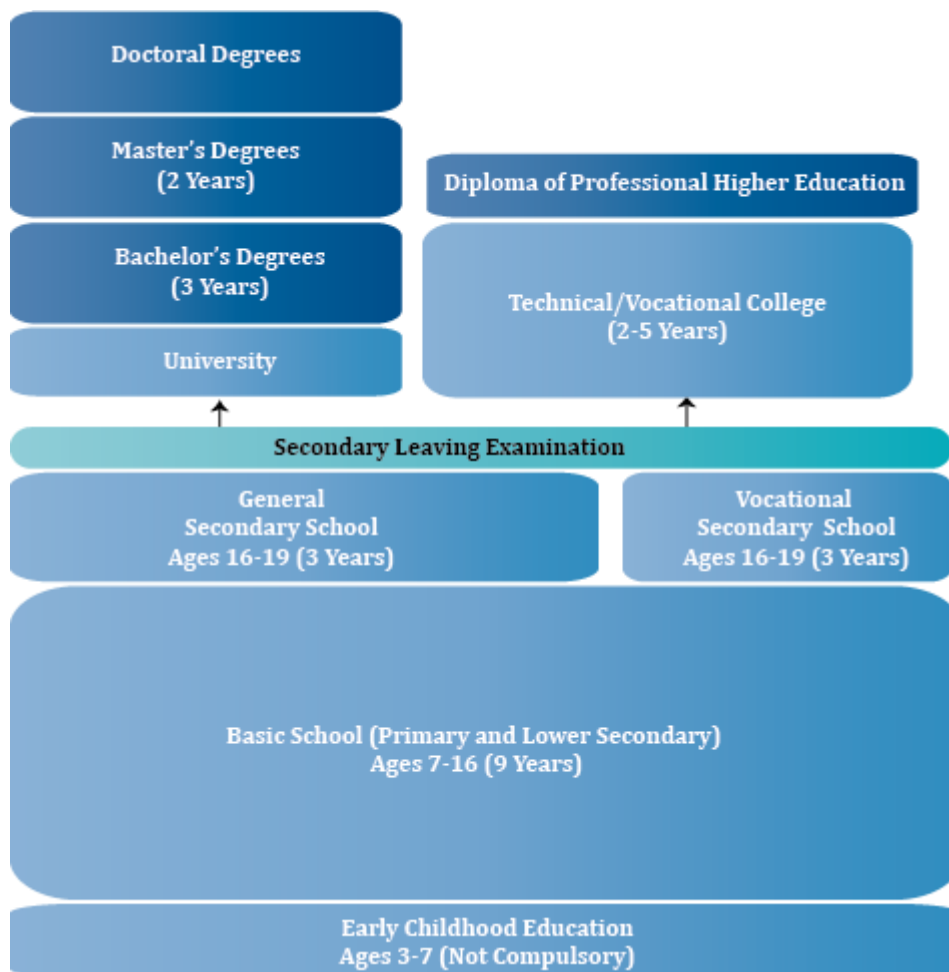 Doctoral Degrees
Master's Degrees
(2 Years)
Diploma of Professional Higher Education
Bachelor's Degrees
(3 Years)
Technical/Vocational College
(2-5 Years)
University
Secondary Leaving Examination
General
Secondary School
Ages 16-19 (3 Years)
Vocational
Secondary School
Ages 16-19 (3 Years)
Basic School (Primary and Lower Secondary)
Ages 7-16 (9 Years)
Early Childhood Education
Ages 3-7 (Not Compulsory)